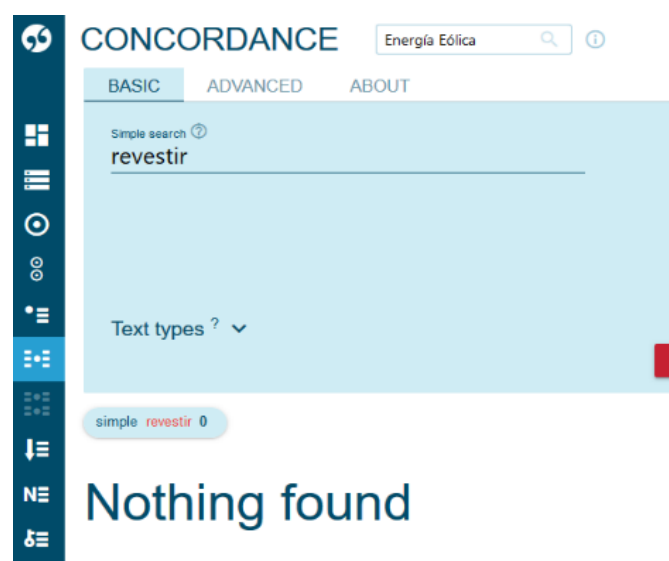 CONCORDANCE Energía Eólica
BASIC ADVANCED ABOUT
Simple search ?
revestir
Text types ?
simple revestir 0
N
Nothing found